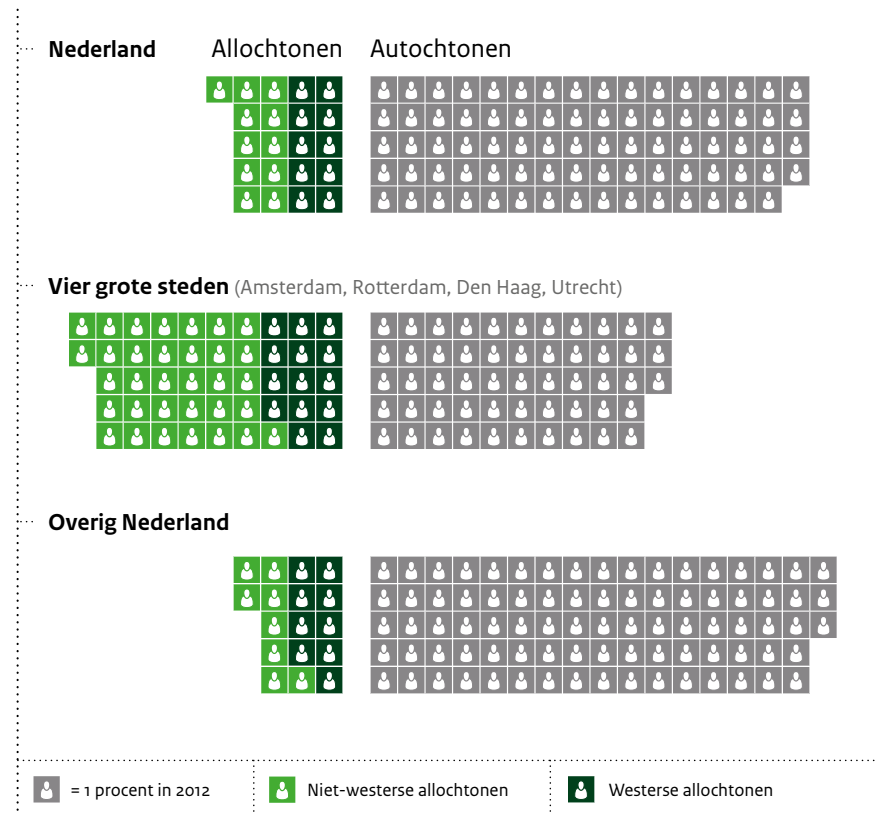 Nederland Allochtonen Autochtonen
Vier grote steden (Amsterdam, Rotterdam, Den Haag, Utrecht)
Overig Nederland
= 1 procent in 2012 Niet-westerse allochtonen Westerse allochtonen